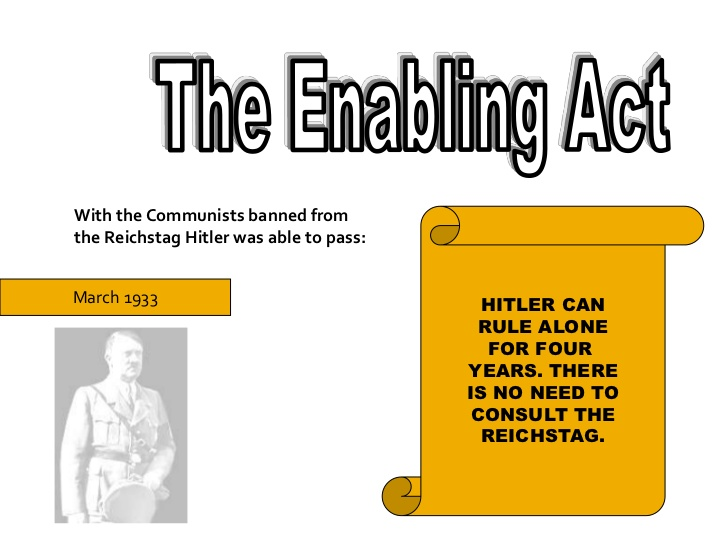 The Enabling Act
With the Communists banned from
the Reichstag Hitler was able to pass:
March 1933
HITLER CAN
RULE ALONE
FOR FOUR
YEARS. THERE
IS NO NEED TO
CONSULT THE
REICHSTAG.